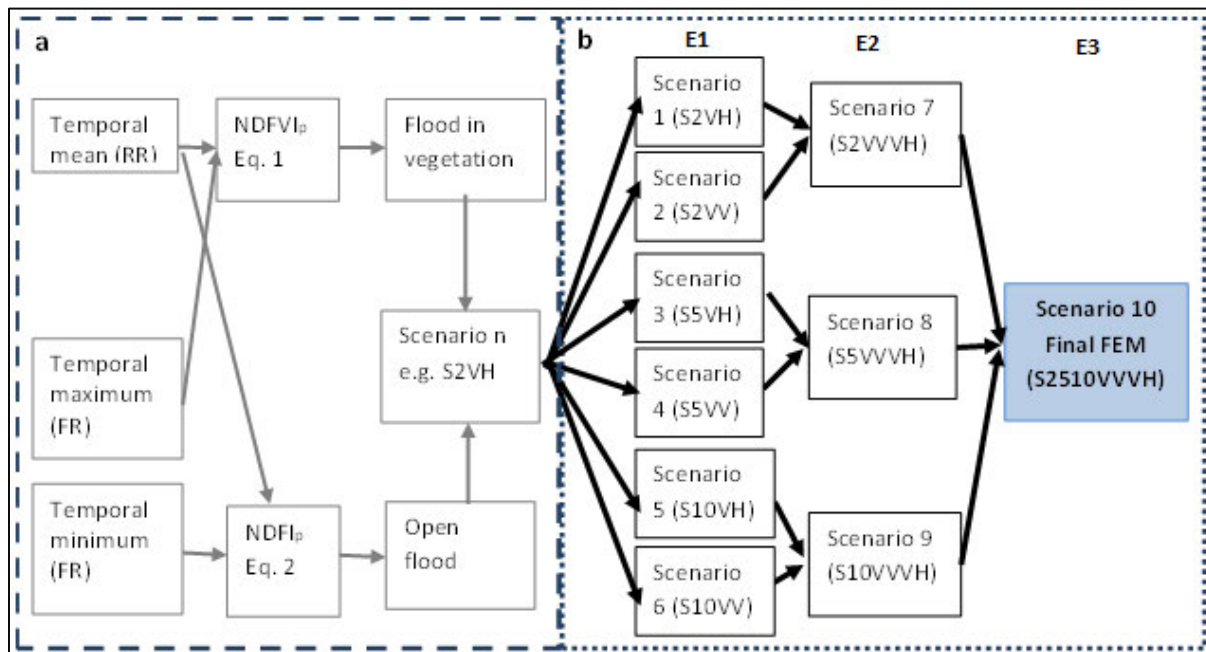 a
Temporal
mean (RR)
NDFVIₚ
Eq. 1
Flood in
vegetation
Scenario n
e.g. S2VH
Temporal
maximum
(FR)
Temporal
minimum
(FR)
NDFIₚ
Eq. 2
Open
flood
b
E1
E2
E3
Scenario
1 (S2VH)
Scenario
2 (S2VV)
Scenario
3 (S5VH)
Scenario
4 (S5VV)
Scenario
5 (S10VH)
Scenario
6 (S10VV)
Scenario 7
(S2VVVH)
Scenario 8
(S5VVVH)
Scenario 9
(S10VVVH)
Scenario 10
Final FEM
(S2510VVVH)